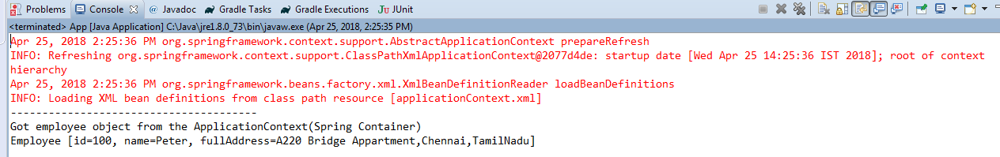 Problems Console Javadoc Gradle Tasks Gradle Executions JUnit
<terminated> App [Java Application] C:\Java\jre1.8.0_73\bin\javaw.exe (Apr 25, 2018, 2:25:35 PM)
Apr 25, 2018 2:25:36 PM org.springframework.context.support.AbstractApplicationContext prepareRefresh
INFO: Refreshing org.springframework.context.support.ClassPathXmlApplicationContext@2077d4de: startup date [Wed Apr 25 14:25:36 IST 2018]; root of context
hierarchy
Apr 25, 2018 2:25:36 PM org.springframework.beans.factory.xml.XmlBeanDefinitionReader loadBeanDefinitions
INFO: Loading XML bean definitions from class path resource [applicationContext.xml]
---------------------------------------
Got employee object from the ApplicationContext(Spring Container)
Employee [id=100, name=Peter, fullAddress=A220 Bridge Appartment,Chennai,TamilNadu]